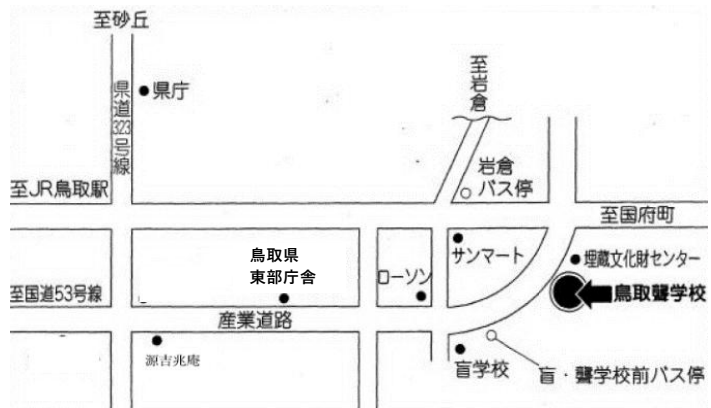 至砂丘
県庁
県道323号線
至岩倉
岩倉
バス停
至JR鳥取駅
至国府町
鳥取県
東部庁舎
サンマート
埋蔵文化財センター
ローソン
至国道53号線
鳥取聾学校
産業道路
源吉兆庵
盲学校
盲・聾学校前バス停